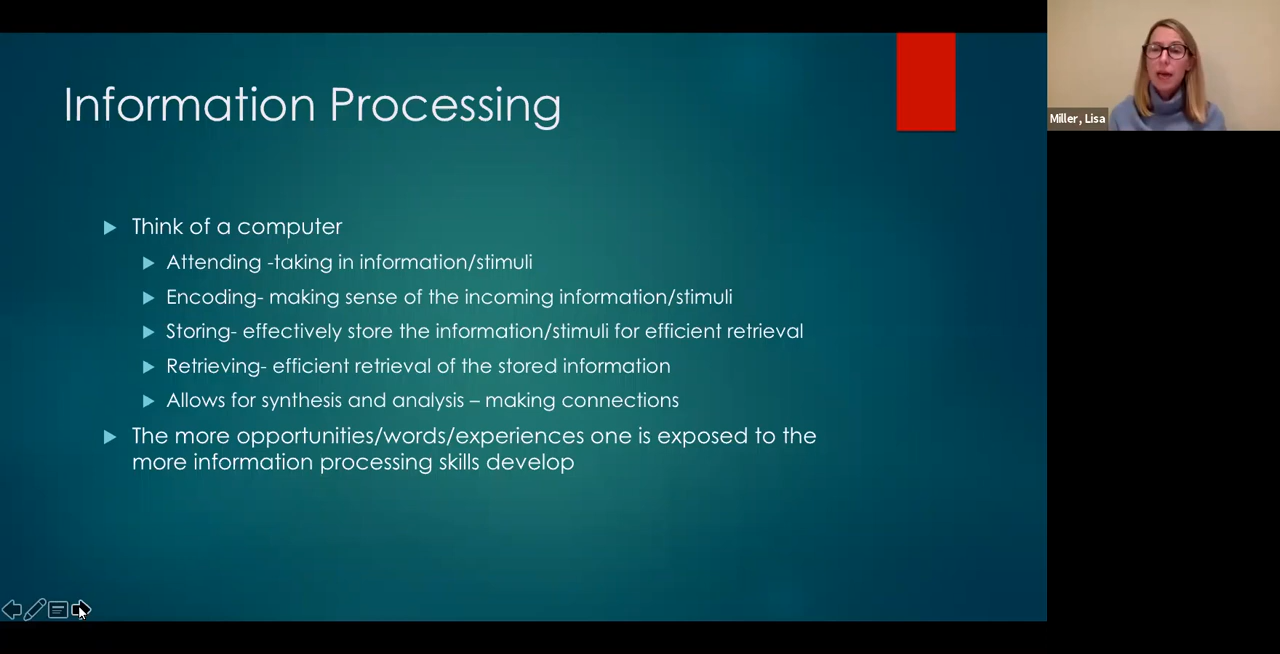 Information Processing
Think of a computer
Attending -taking in information/stimuli
Encoding- making sense of the incoming information/stimuli
Storing- effectively store the information/stimuli for efficient retrieval
Retrieving- efficient retrieval of the stored information
Allows for synthesis and analysis – making connections
The more opportunities/words/experiences one is exposed to the
more information processing skills develop
Miller, Lisa